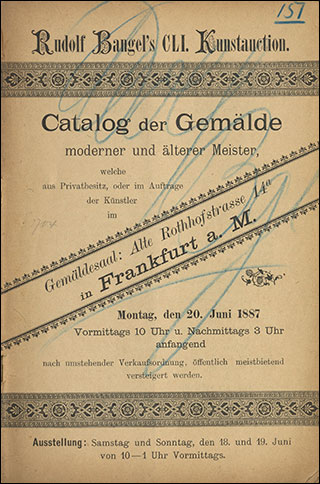 151
Rudolf Bangel's CLI. Kunstauction.
Catalog der Gemälde
moderner und älterer Meister,
welche
aus Privatbesitz, oder im Auftrage
der Künstler
im
Gemäldesaal: Alte Rothhofstrasse 14a
in Frankfurt a. M.
Montag, den 20. Juni 1887
Vormittags 10 Uhr u. Nachmittags 3 Uhr
anfangend
nach umstehender Verkaufsordnung, öffentlich meistbietend
versteigert werden.
Ausstellung: Samstag und Sonntag, den 18. und 19. Juni
von 10—1 Uhr Vormittags.